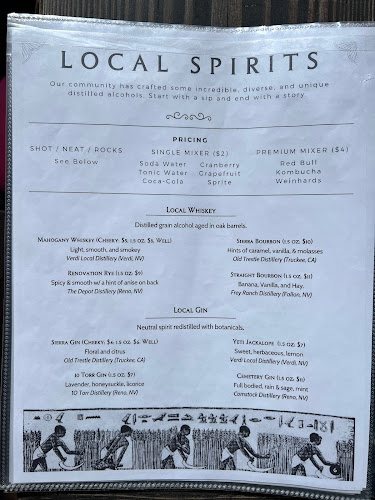 LOCAL SPIRITS
Our community has crafted some incredible, diverse, and unique
distilled alcohols. Start with a sip and end with a story.
PRICING
SHOT / NEAT / ROCKS
See Below
SINGLE MIXER ($2)
Soda Water Cranberry
Tonic Water Grapefruit
Coca-Cola Sprite
PREMIUM MIXER ($4)
Red Bull
Kombucha
Weinhards
Local Whiskey
Distilled grain alcohol aged in oak barrels.
Mahogany Whiskey (Cheeky: $8, 1.5 oz. $5, Well)
Light, smooth, and smokey
Verdi Local Distillery (Verdi, NV)
Sierra Bourbon (1.5 oz. $10)
Hints of caramel, vanilla, & molasses
Old Trestle Distillery (Truckee, CA)
Renovation Rye (1.5 oz. $9)
Spicy & smooth w/ a hint of anise on back
The Depot Distillery (Reno, NV)
Straight Bourbon (1.5 oz. $11)
Banana, Vanilla, and Hay.
Frey Ranch Distillery (Fallon, NV)
Local Gin
Neutral spirit redistilled with botanicals.
Sierra Gin (Cheeky: $4, 1.5 oz. $6, Well)
Floral and citrus
Old Trestle Distillery (Truckee, CA)
Yeti Jackalope (1.5 oz. $7)
Sweet, herbaceous, lemon
Verdi Local Distillery (Verdi, NV)
10 Torr Gin (1.5 oz. $7)
Lavender, honeysuckle, licorice
10 Torr Distillery (Reno, NV)
Cemetery Gin (1.5 oz. $11)
Full bodied, rain & sage, mint
Comstock Distillery (Reno, NV)